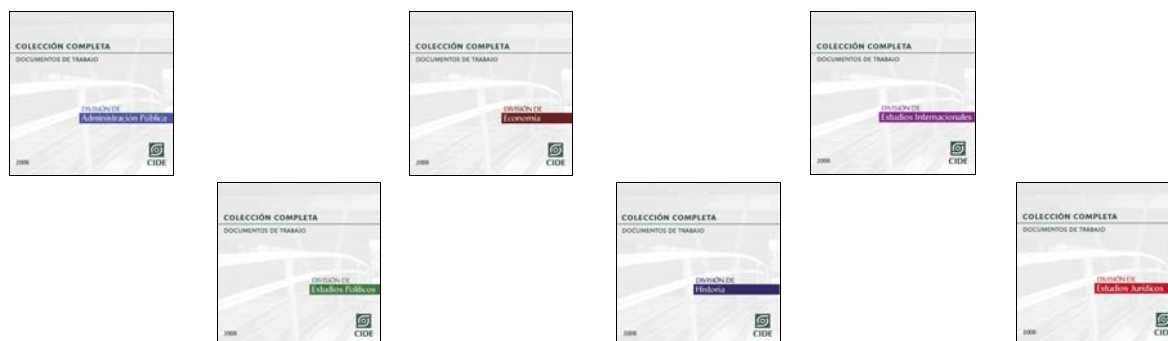 COLECCIÓN COMPLETA
DOCUMENTOS DE TRABAJO
DIVISIÓN DE
Administración Pública
2008
CIDE
COLECCIÓN COMPLETA
DOCUMENTOS DE TRABAJO
DIVISIÓN DE
Economía
2008
CIDE
COLECCIÓN COMPLETA
DOCUMENTOS DE TRABAJO
DIVISIÓN DE
Estudios Internacionales
2008
CIDE
COLECCIÓN COMPLETA
DOCUMENTOS DE TRABAJO
DIVISIÓN DE
Estudios Políticos
2008
CIDE
COLECCIÓN COMPLETA
DOCUMENTOS DE TRABAJO
DIVISIÓN DE
Historia
2008
CIDE
COLECCIÓN COMPLETA
DOCUMENTOS DE TRABAJO
DIVISIÓN DE
Estudios Jurídicos
2008
CIDE